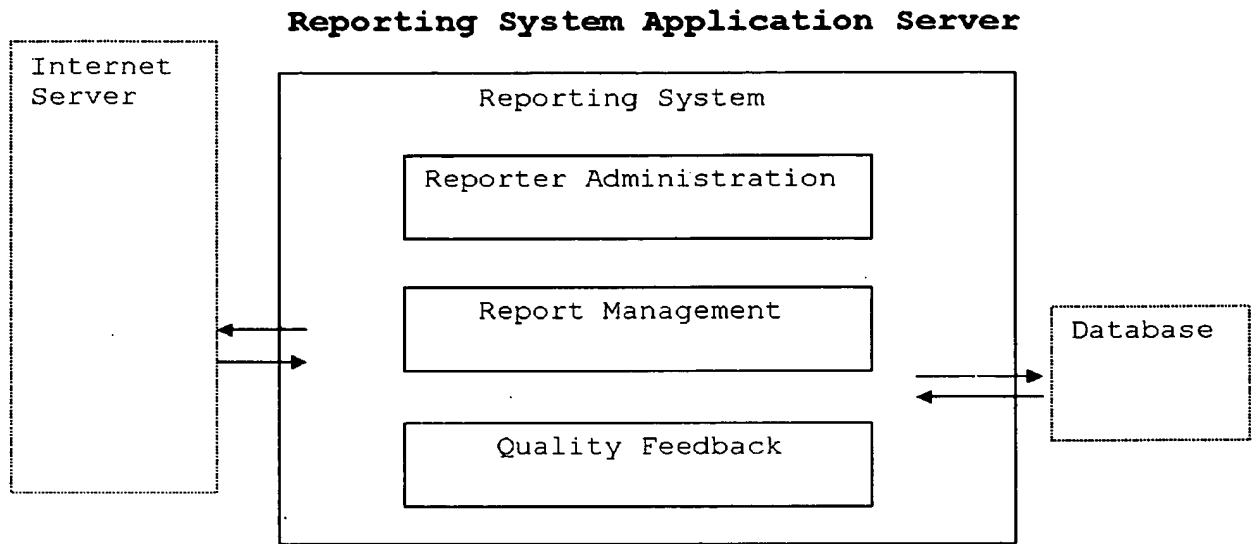 Reporting System Application Server
Internet
Server
Reporting System
Reporter Administration
Report Management
Database
Quality Feedback